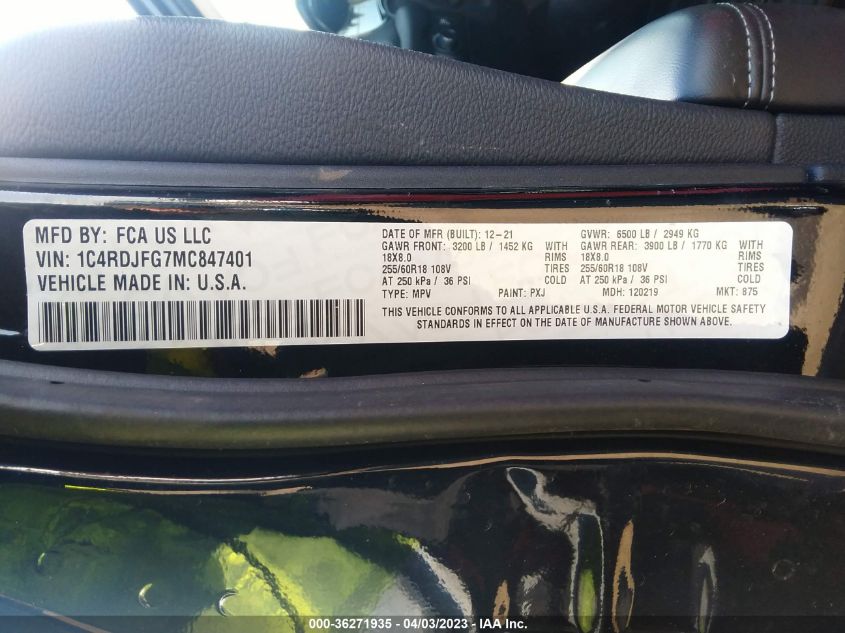 MFD BY: FCA US LLC
VIN: 1C4RDJFG7MC847401
VEHICLE MADE IN: U.S.A.
DATE OF MFR (BUILT): 12-21 GVWR: 6500 LB / 2949 KG
GAWR FRONT: 3200 LB / 1452 KG GAWR REAR: 3900 LB / 1770 KG
18X8.0 RIMS 18X8.0 RIMS
255/60R18 108V TIRES 255/60R18 108V TIRES
AT 250 kPa / 36 PSI COLD AT 250 kPa / 36 PSI COLD
TYPE: MPV PAINT: PXJ MDH: 120219 MKT: 875
THIS VEHICLE CONFORMS TO ALL APPLICABLE U.S.A. FEDERAL MOTOR VEHICLE SAFETY
STANDARDS IN EFFECT ON THE DATE OF MANUFACTURE SHOWN ABOVE.
000-36271935 - 04/03/2023 - IAA Inc.